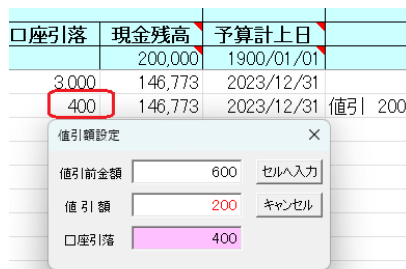 口座引落 現金残高 予算計上日
200,000 1900/01/01
3,000 146,773 2023/12/31
400 146,773 2023/12/31 値引 200
値引額設定 ×
値引前金額 600 セルへ入力
値 引 額 200 キャンセル
口座引落 400